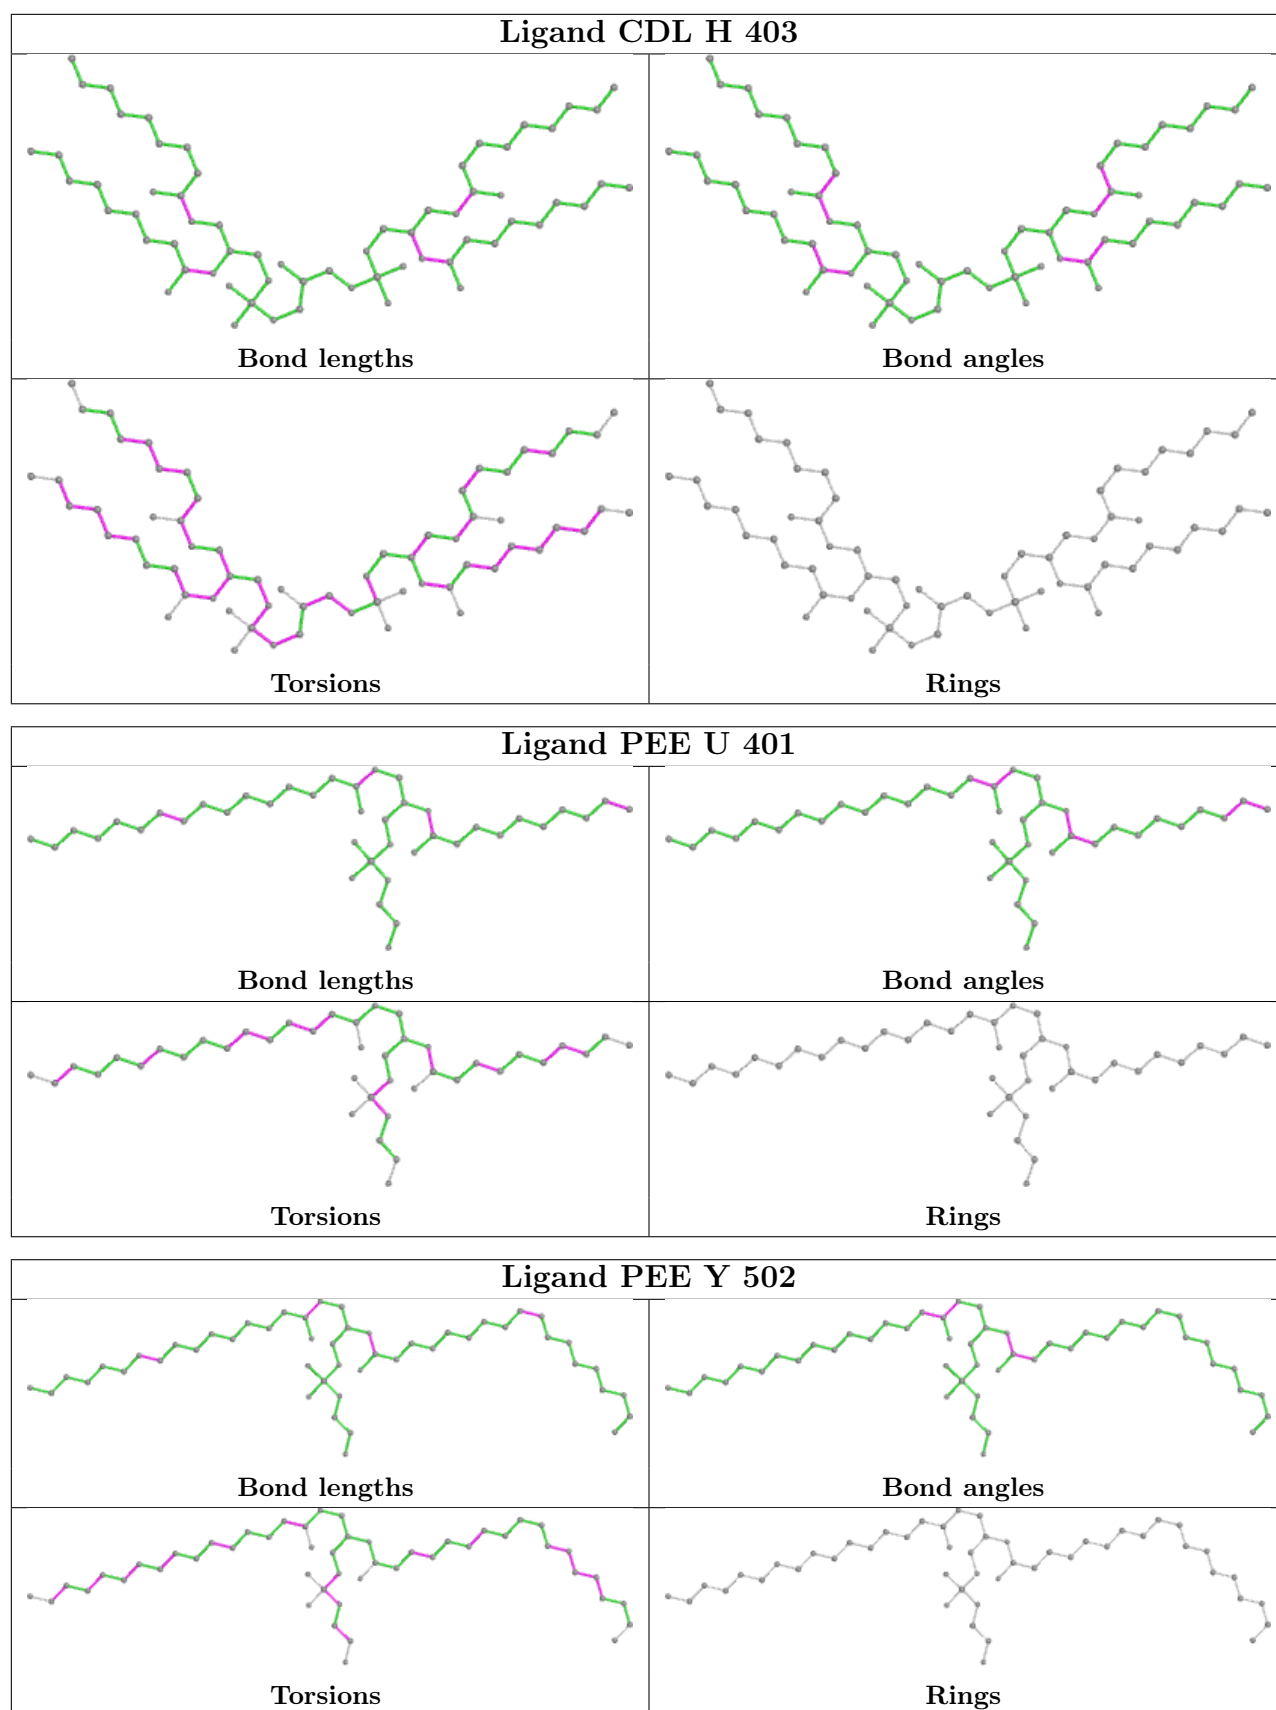 Ligand CDL H 403
Bond lengths
Bond angles
Torsions
Rings
Ligand PEE U 401
Bond lengths
Bond angles
Torsions
Rings
Ligand PEE Y 502
Bond lengths
Bond angles
Torsions
Rings